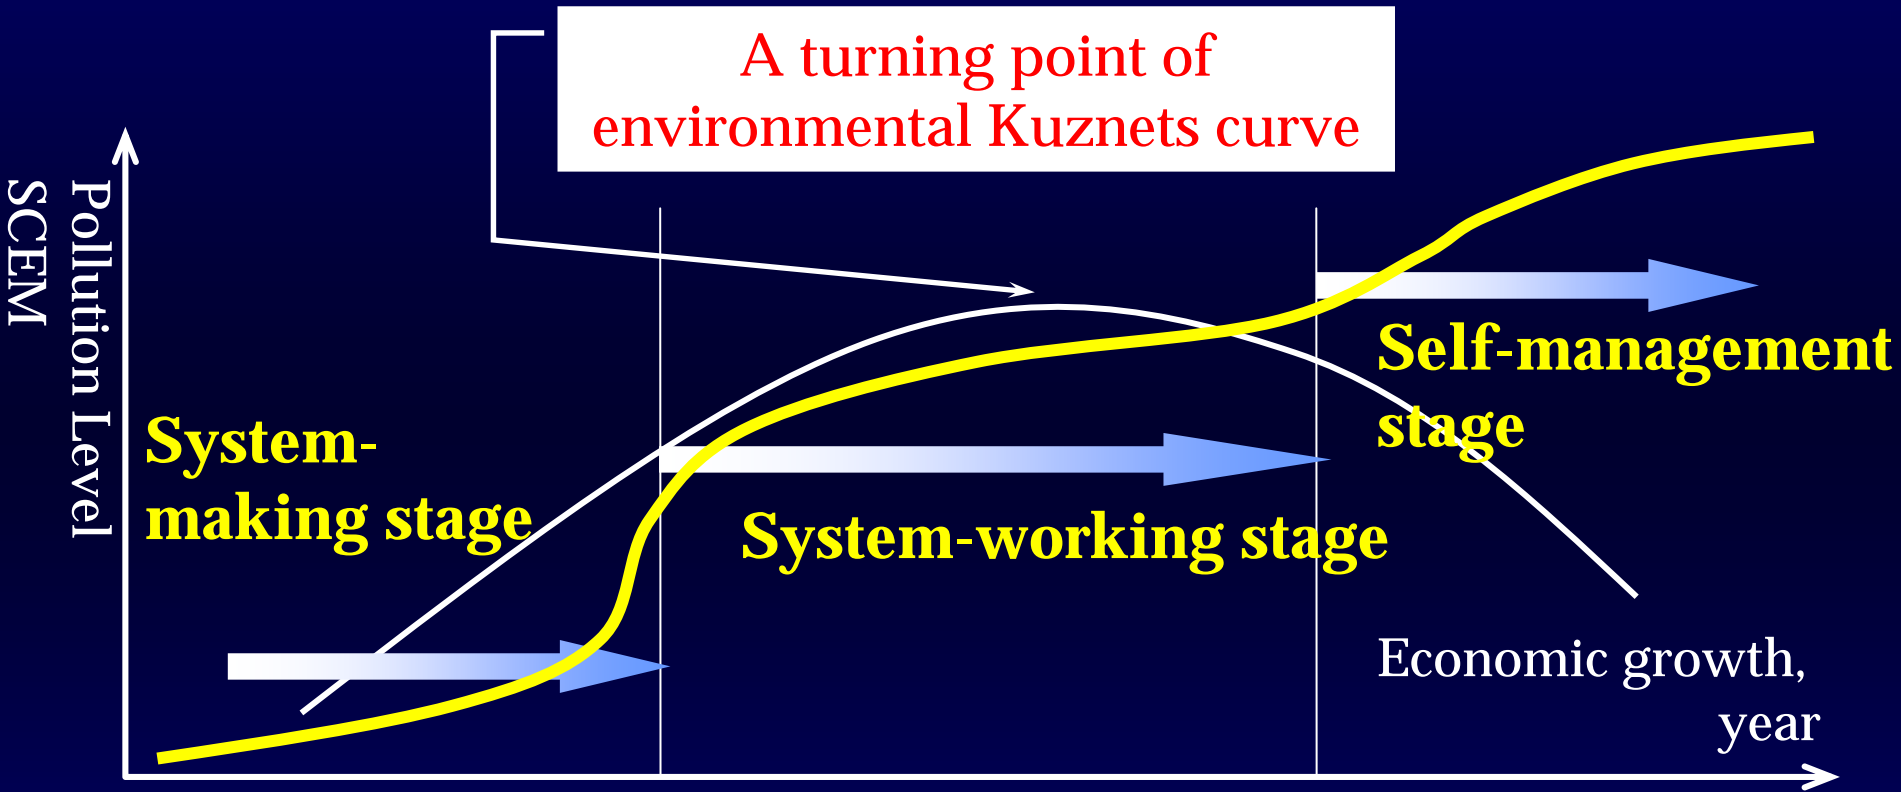 A turning point of
environmental Kuznets curve
Pollution Level
SCEM
System-
making stage
System-working stage
Self-management
stage
Economic growth,
year